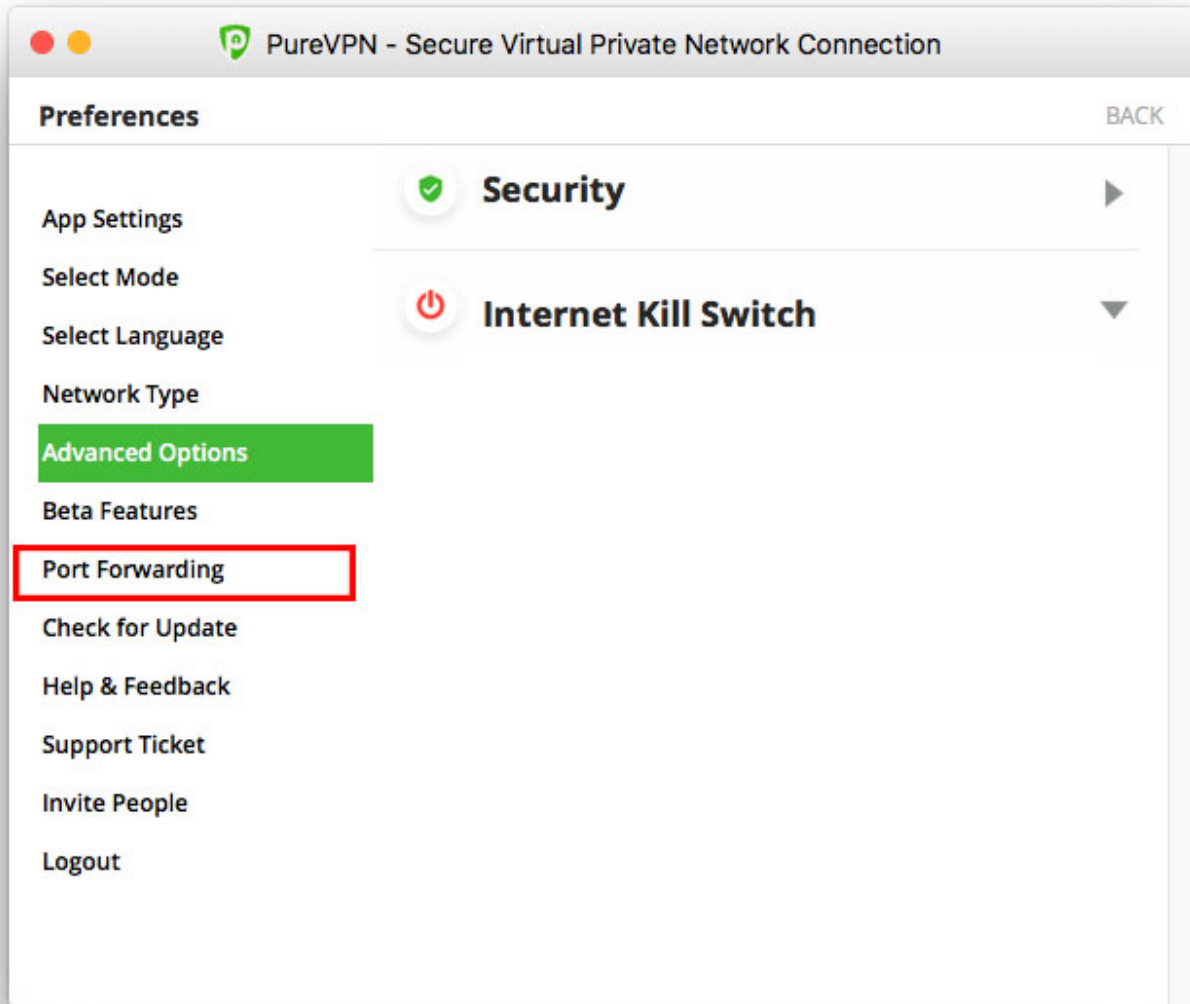 PureVPN - Secure Virtual Private Network Connection
Preferences
BACK
App Settings
Select Mode
Select Language
Network Type
Advanced Options
Beta Features
Port Forwarding
Check for Update
Help & Feedback
Support Ticket
Invite People
Logout
Security
Internet Kill Switch